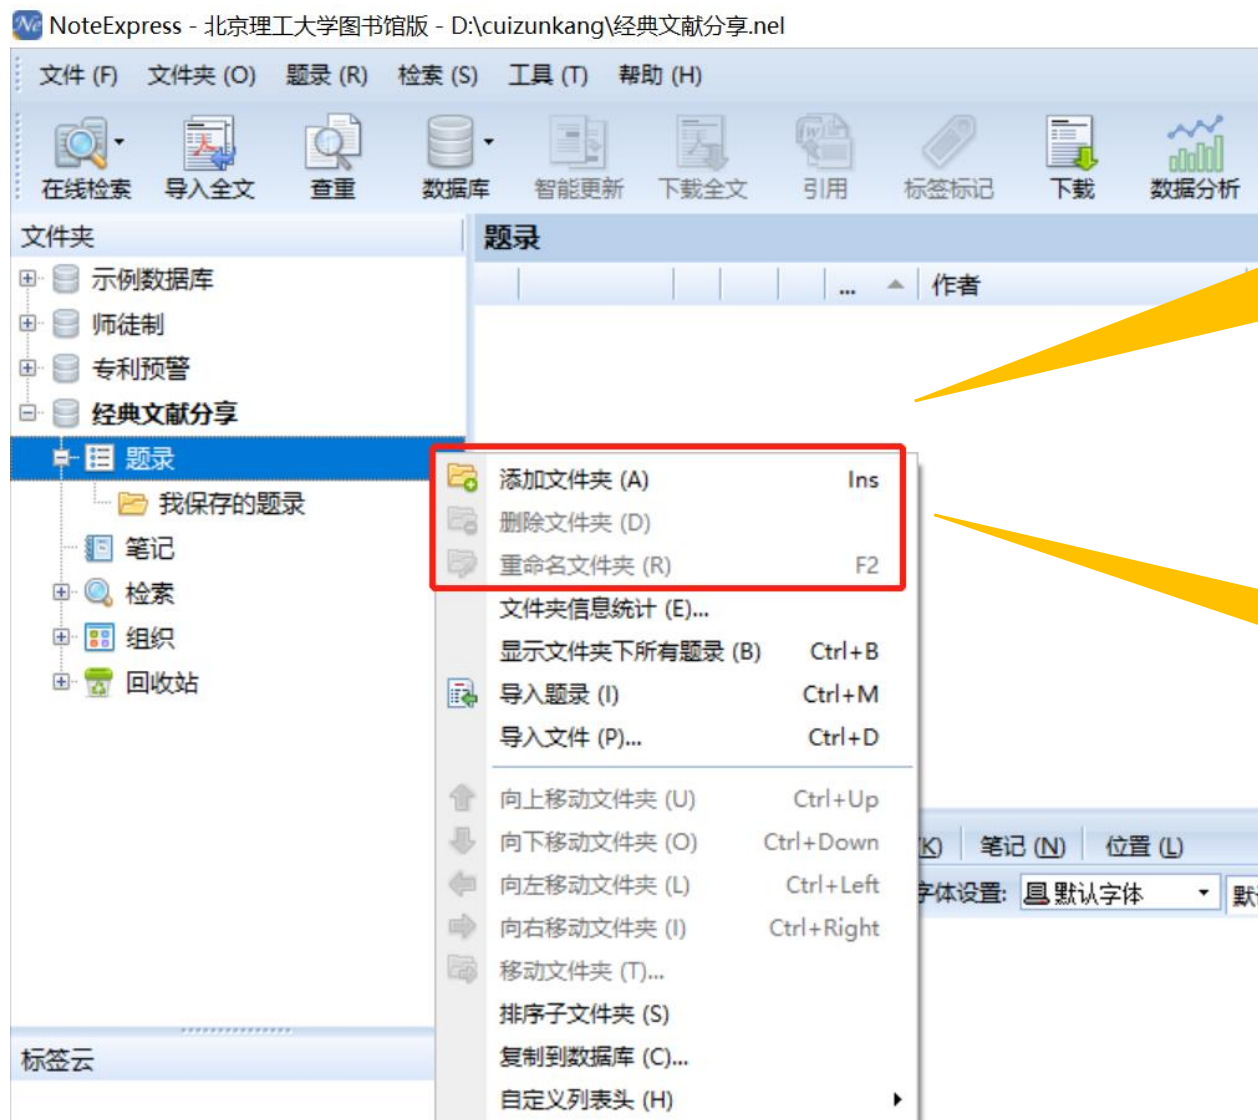 NoteExpress - 北京理工大学图书馆版 - D:\cuizunkang\经典文献分享.nel
文件 (F) 文件夹 (O) 题录 (R) 检索 (S) 工具 (T) 帮助 (H)
在线检索 导入全文 查重 数据库 智能更新 下载全文 引用 标签标记 下载 数据分析
文件夹
题录
... 作者
示例数据库
师徒制
专利预警
经典文献分享
题录
我保存的题录
笔记
检索
组织
回收站
添加文件夹 (A) Ins
删除文件夹 (D)
重命名文件夹 (R) F2
文件夹信息统计 (E)...
显示文件夹下所有题录 (B) Ctrl+B
导入题录 (I) Ctrl+M
导入文件 (P)... Ctrl+D
向上移动文件夹 (U) Ctrl+Up
向下移动文件夹 (O) Ctrl+Down
向左移动文件夹 (L) Ctrl+Left
向右移动文件夹 (I) Ctrl+Right
移动文件夹 (T)...
排序子文件夹 (S)
复制到数据库 (C)...
自定义列表头 (H)
K) 笔记 (N) 位置 (L)
字体设置: 默认字体
标签云